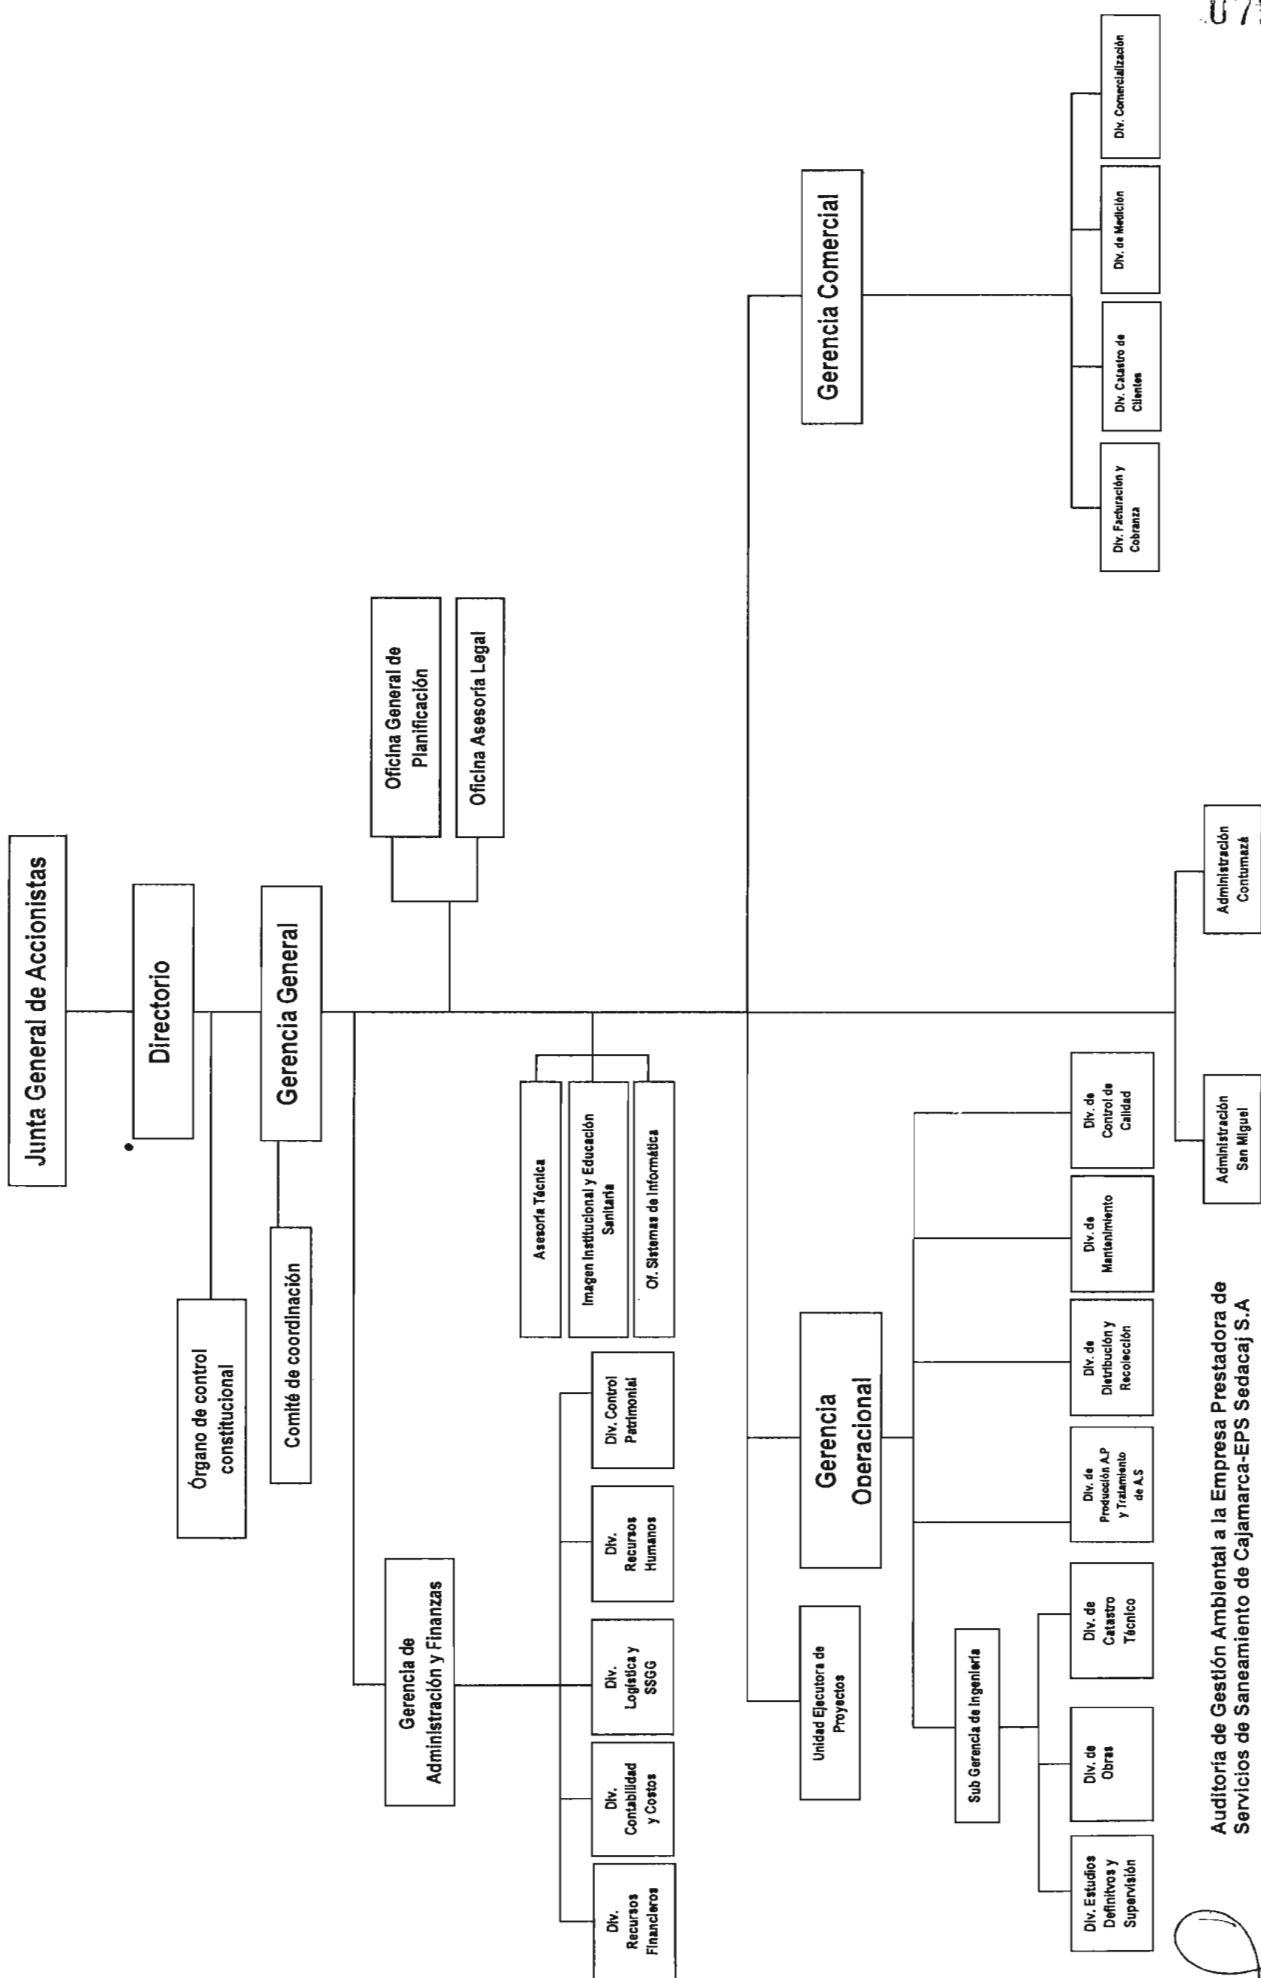 Junta General de Accionistas
Directorio
Órgano de control
constitucional
Gerencia General
Comité de coordinación
Oficina General de
Planificación
Oficina Asesoría Legal
Gerencia de
Administración y Finanzas
Asesoría Técnica
Imagen Institucional y Educación
Sanitaria
Of. Sistemas de Informática
Div.
Recursos
Financieros
Div.
Contabilidad
y Costos
Div.
Logística y
SSGG
Div.
Recursos
Humanos
Div. Control
Patrimonial
Unidad Ejecutora de
Proyectos
Gerencia
Operacional
Gerencia Comercial
Sub Gerencia de Ingeniería
Div. Estudios
Definitvos y
Supervisión
Div. de
Obras
Div. de
Catastro
Técnico
Div. de
Producción A.P
y Tratamiento
de A.S
Div. de
Distribución y
Recolección
Div. de
Mantenimiento
Div. de
Control de
Calidad
Div. Facturación y
Cobranza
Div. Catastro de
Clientes
Div. de Medición
Div. Comercialización
Administración
San Miguel
Administración
Contumazá
Auditoría de Gestión Ambiental a la Empresa Prestadora de
Servicios de Saneamiento de Cajamarca-EPS Sedacaj S.A